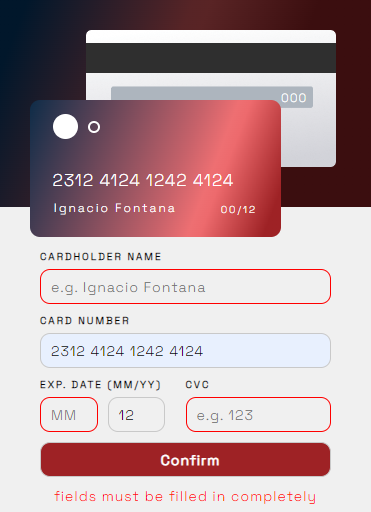 000
2312 4124 1242 4124
Ignacio Fontana 00/12
CARDHOLDER NAME
e.g. Ignacio Fontana
CARD NUMBER
2312 4124 1242 4124
EXP. DATE (MM/YY) CVC
MM 12 e.g. 123
Confirm
fields must be filled in completely